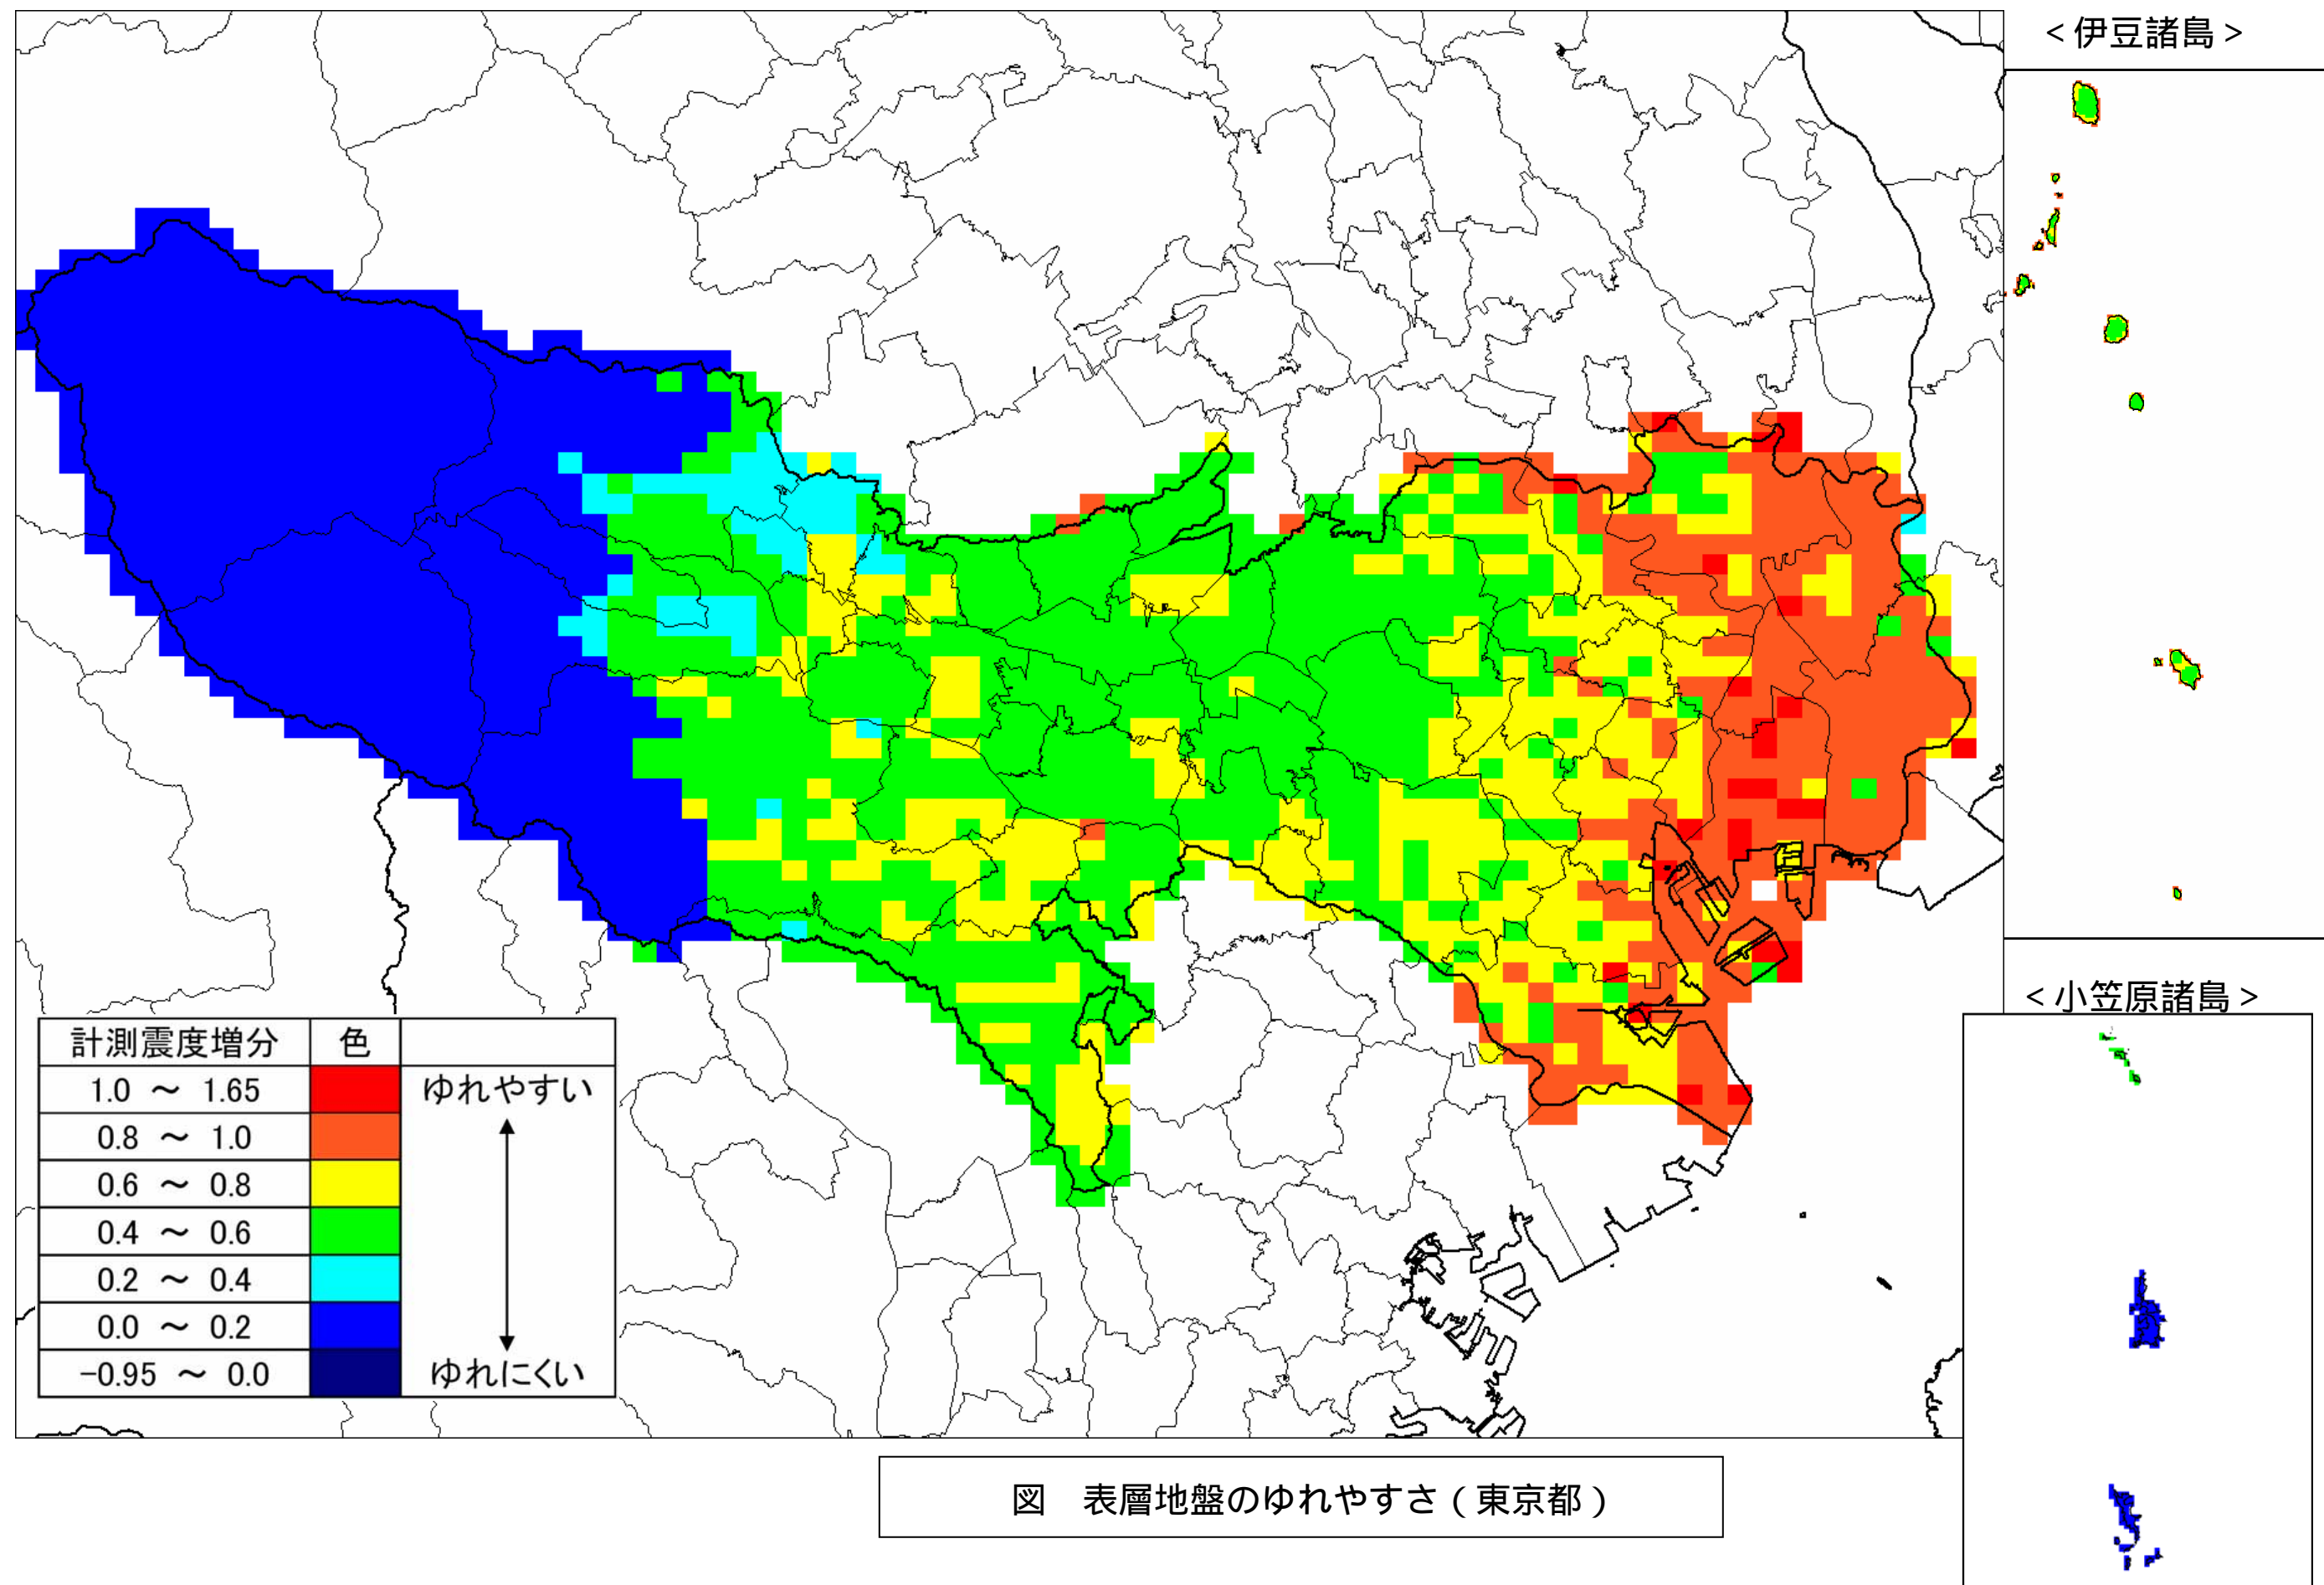 <伊豆諸島>
<小笠原諸島>
計測震度増分 色
1.0 ～ 1.65 ゆれやすい
0.8 ～ 1.0
0.6 ～ 0.8
0.4 ～ 0.6
0.2 ～ 0.4
0.0 ～ 0.2
-0.95 ～ 0.0 ゆれにくい
図 表層地盤のゆれやすさ(東京都)